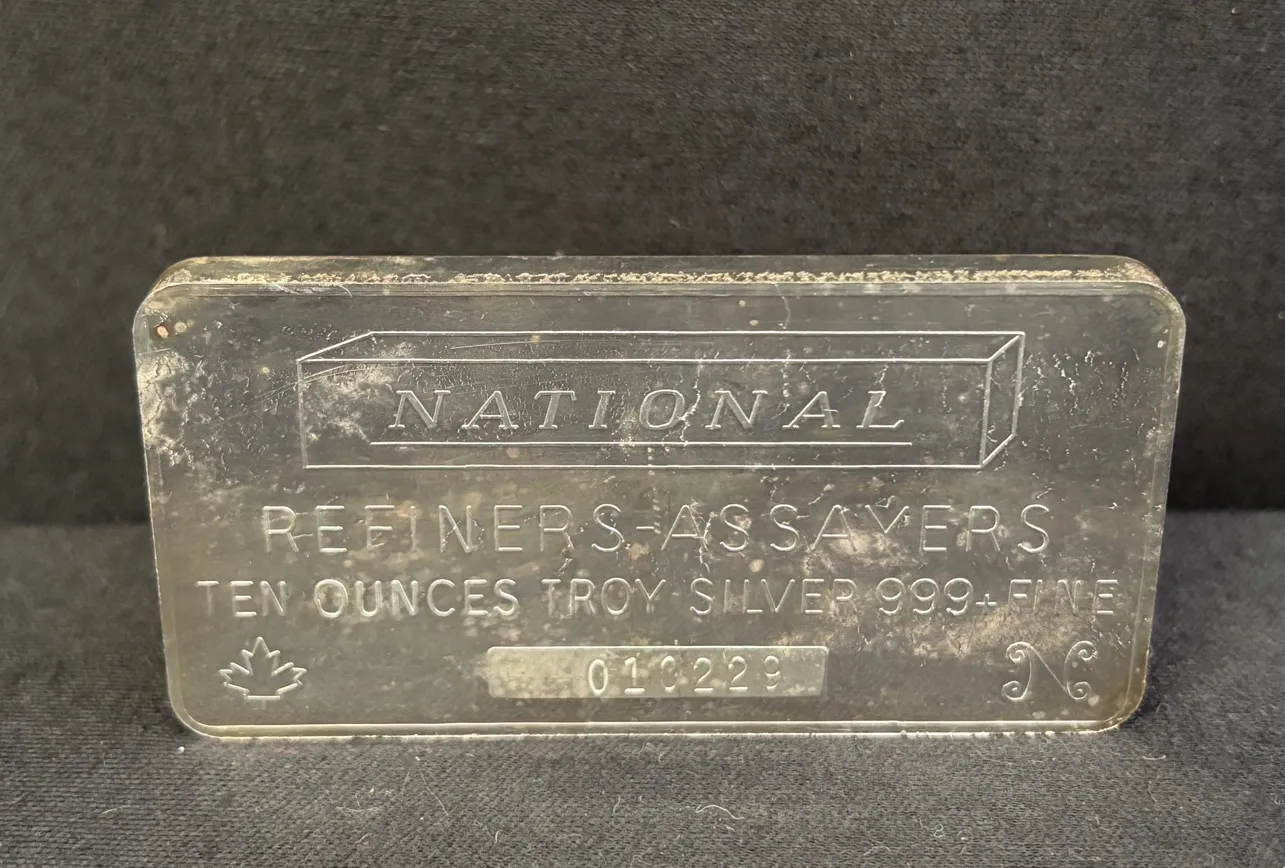 NATIONAL
REFINERS-ASSAYERS
TEN OUNCES TROY SILVER 999+ FINE
010229
N